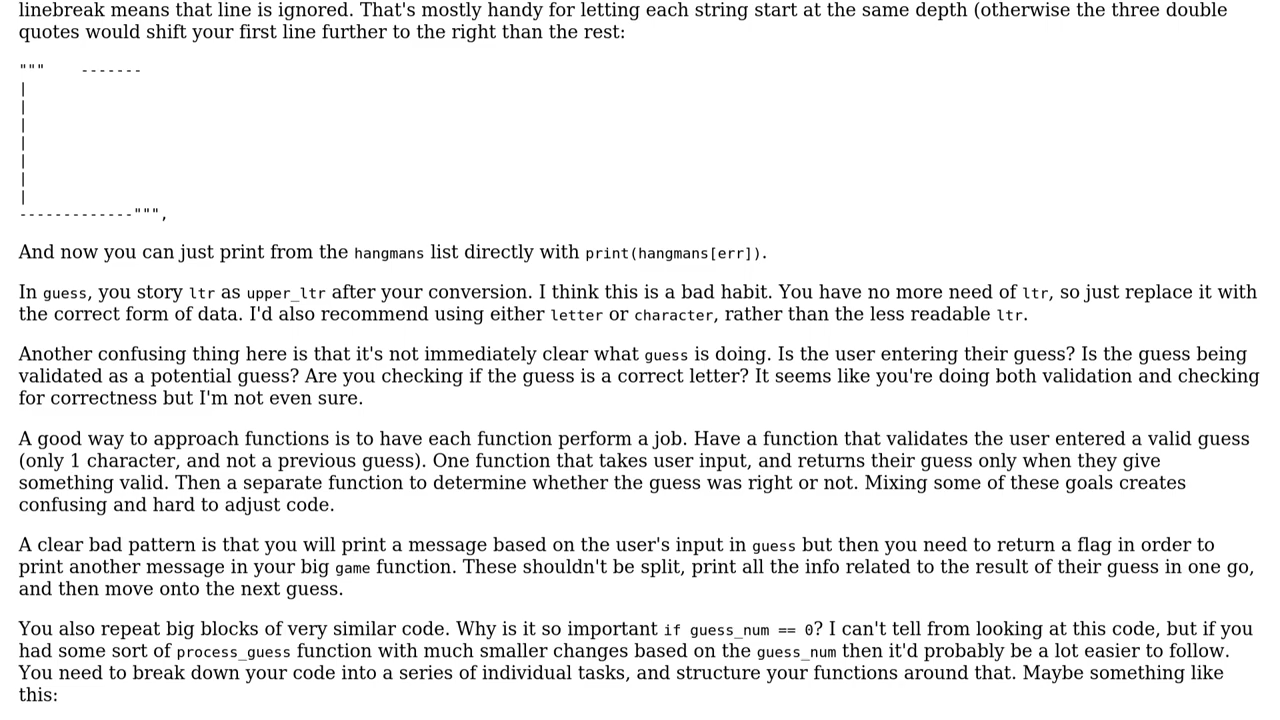 linebreak means that line is ignored. That's mostly handy for letting each string start at the same depth (otherwise the three double
quotes would shift your first line further to the right than the rest:
"""    -------
|
|
|
|
|
|
|
-------------""",
And now you can just print from the hangmans list directly with print(hangmans[err]).
In guess, you story ltr as upper_ltr after your conversion. I think this is a bad habit. You have no more need of ltr, so just replace it with
the correct form of data. I'd also recommend using either letter or character, rather than the less readable ltr.
Another confusing thing here is that it's not immediately clear what guess is doing. Is the user entering their guess? Is the guess being
validated as a potential guess? Are you checking if the guess is a correct letter? It seems like you're doing both validation and checking
for correctness but I'm not even sure.
A good way to approach functions is to have each function perform a job. Have a function that validates the user entered a valid guess
(only 1 character, and not a previous guess). One function that takes user input, and returns their guess only when they give
something valid. Then a separate function to determine whether the guess was right or not. Mixing some of these goals creates
confusing and hard to adjust code.
A clear bad pattern is that you will print a message based on the user's input in guess but then you need to return a flag in order to
print another message in your big game function. These shouldn't be split, print all the info related to the result of their guess in one go,
and then move onto the next guess.
You also repeat big blocks of very similar code. Why is it so important if guess_num == 0? I can't tell from looking at this code, but if you
had some sort of process_guess function with much smaller changes based on the guess_num then it'd probably be a lot easier to follow.
You need to break down your code into a series of individual tasks, and structure your functions around that. Maybe something like
this: